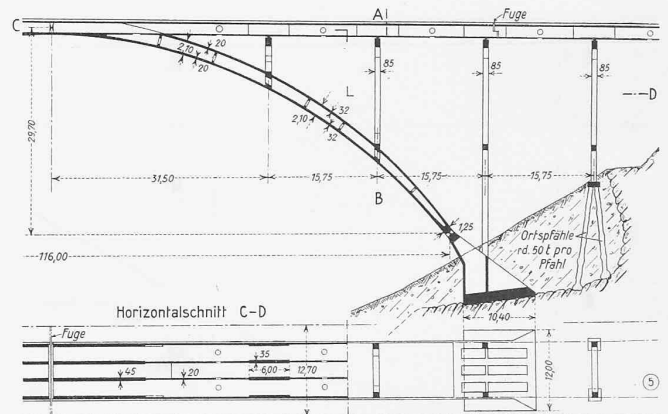 C
A
Fuge
20
2,10
20
85
85
85
L
D
32
2,10
32
29,70
31,50
15,75
15,75
15,75
B
1,25
116,00
Ortspfähle
rd. 50 t pro
Pfahl
Horizontalschnitt C-D
10,40
Fuge
35
45
20
6,00
12,70
12,00
5